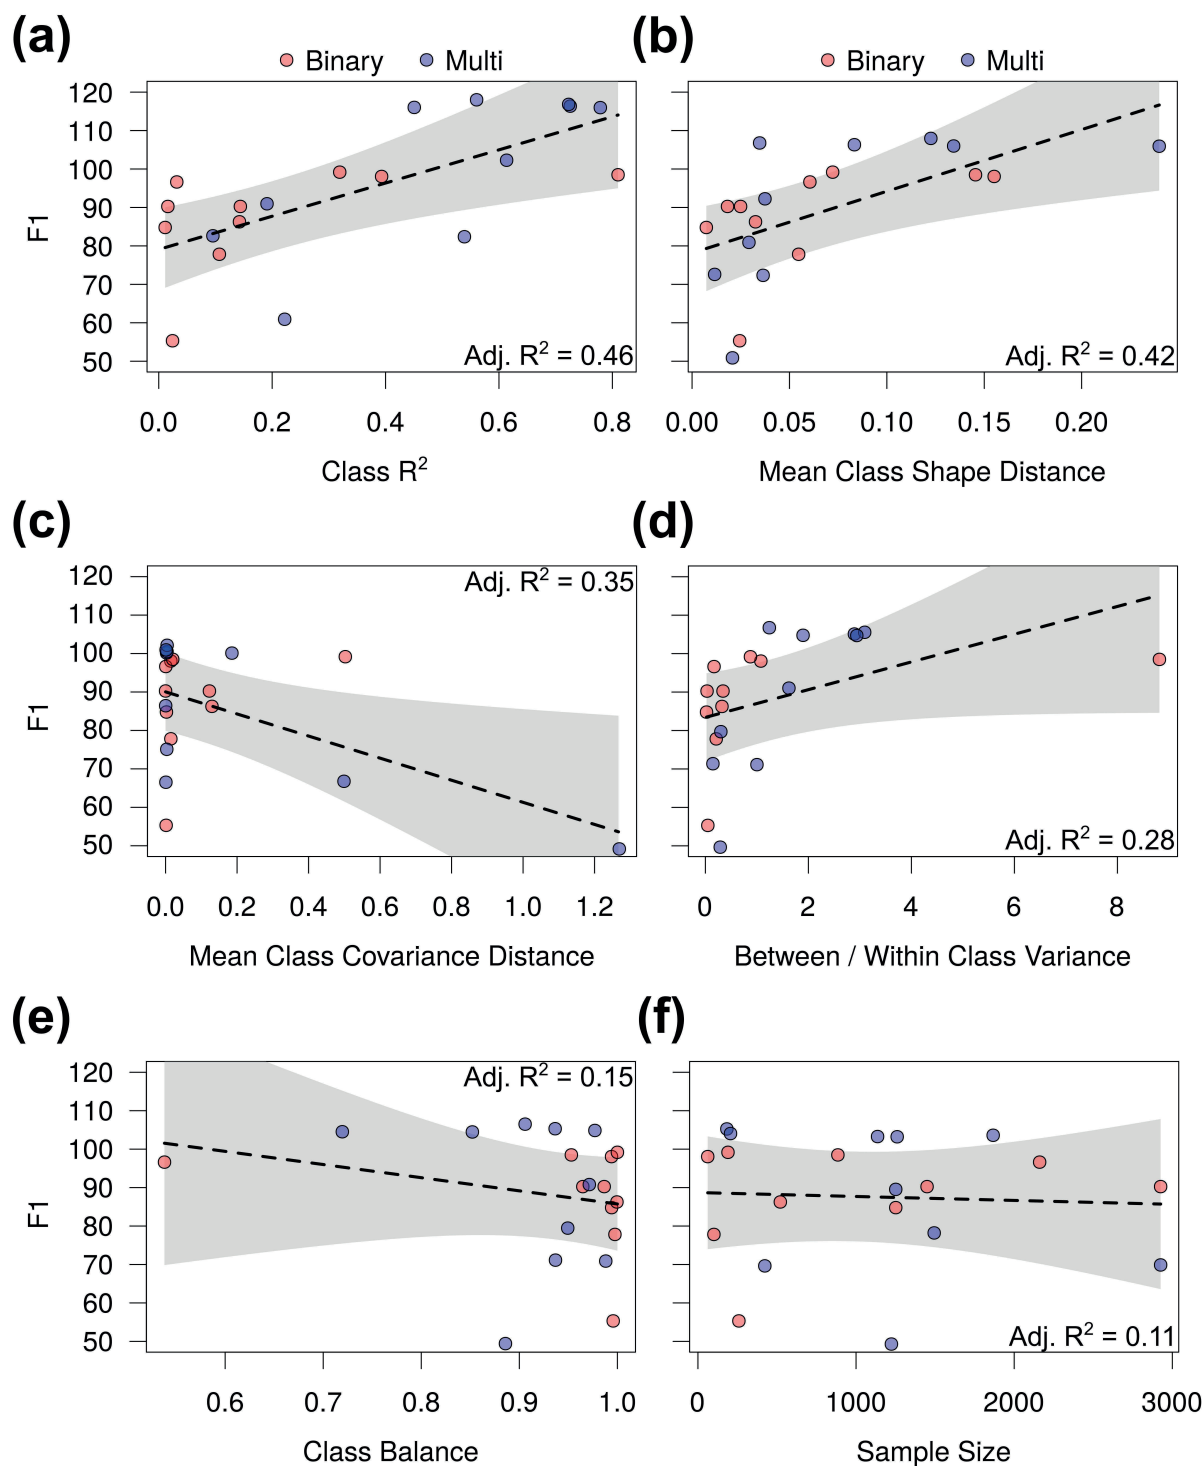 (a)
(b)
Binary Multi
Binary Multi
120
110
100
90
80
70
60
50
F1
Adj. R² = 0.46
0.0 0.2 0.4 0.6 0.8
Class R²
Adj. R² = 0.42
0.00 0.05 0.10 0.15 0.20
Mean Class Shape Distance
(c)
(d)
120
110
100
90
80
70
60
50
F1
Adj. R² = 0.35
0.0 0.2 0.4 0.6 0.8 1.0 1.2
Mean Class Covariance Distance
Adj. R² = 0.28
0 2 4 6 8
Between / Within Class Variance
(e)
(f)
120
110
100
90
80
70
60
50
F1
Adj. R² = 0.15
0.6 0.7 0.8 0.9 1.0
Class Balance
Adj. R² = 0.11
0 1000 2000 3000
Sample Size